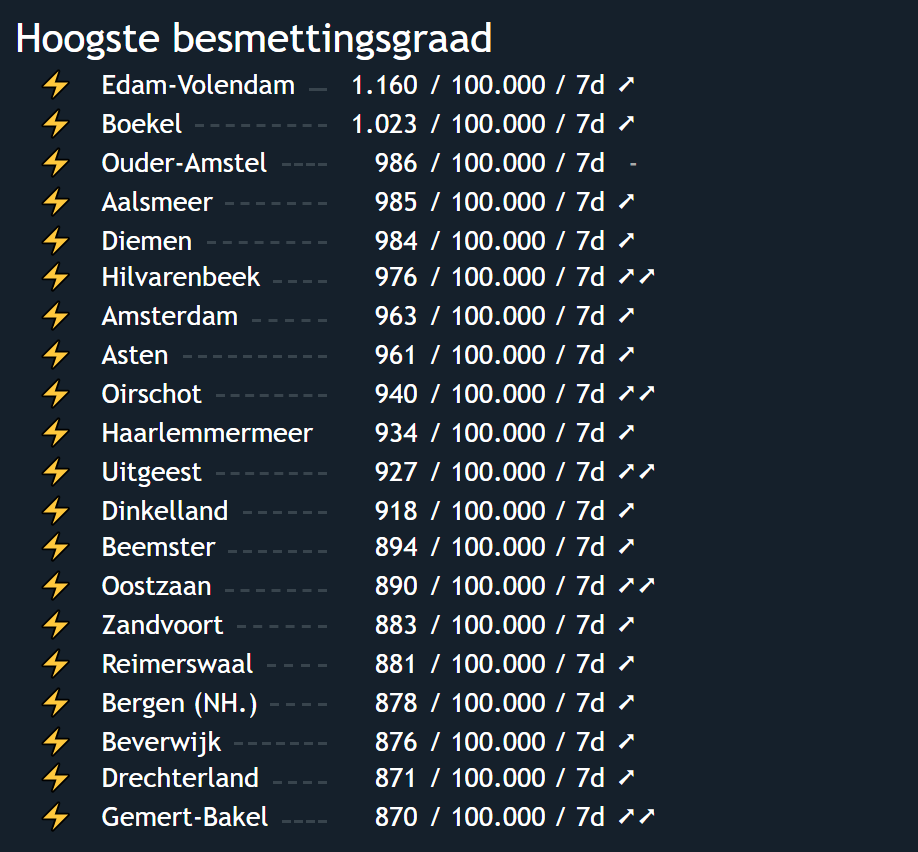 Hoogste besmettingsgraad
⚡ Edam-Volendam — 1.160 / 100.000 / 7d ➚
⚡ Boekel -------- 1.023 / 100.000 / 7d ➚
⚡ Ouder-Amstel ---- 986 / 100.000 / 7d -
⚡ Aalsmeer ------- 985 / 100.000 / 7d ➚
⚡ Diemen -------- 984 / 100.000 / 7d ➚
⚡ Hilvarenbeek ---- 976 / 100.000 / 7d ➚➚
⚡ Amsterdam ----- 963 / 100.000 / 7d ➚
⚡ Asten ---------- 961 / 100.000 / 7d ➚
⚡ Oirschot ------- 940 / 100.000 / 7d ➚➚
⚡ Haarlemmermeer 934 / 100.000 / 7d ➚
⚡ Uitgeest ------- 927 / 100.000 / 7d ➚➚
⚡ Dinkelland ------ 918 / 100.000 / 7d ➚
⚡ Beemster ------- 894 / 100.000 / 7d ➚
⚡ Oostzaan ------- 890 / 100.000 / 7d ➚➚
⚡ Zandvoort ------ 883 / 100.000 / 7d ➚
⚡ Reimerswaal ---- 881 / 100.000 / 7d ➚
⚡ Bergen (NH.) ---- 878 / 100.000 / 7d ➚
⚡ Beverwijk ------- 876 / 100.000 / 7d ➚
⚡ Drechterland ---- 871 / 100.000 / 7d ➚
⚡ Gemert-Bakel ---- 870 / 100.000 / 7d ➚➚